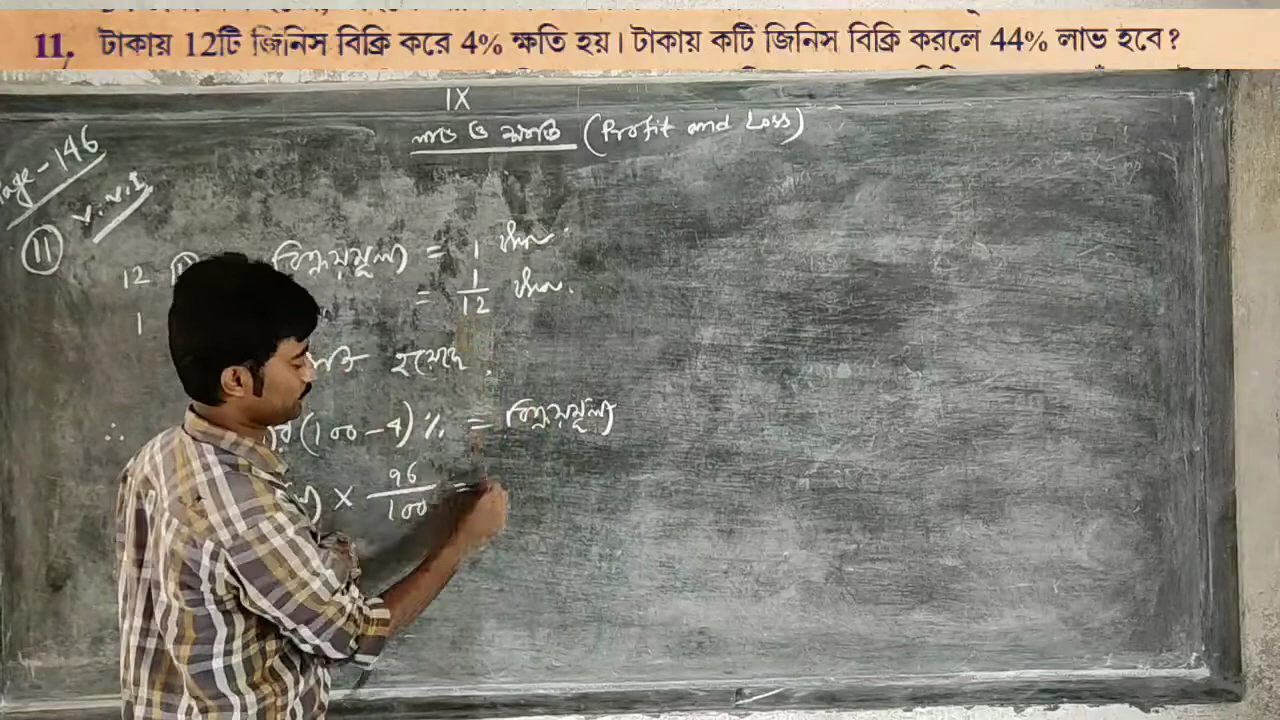 11. টাকায় 12টি জিনিস বিক্রি করে 4% ক্ষতি হয়। টাকায় কটি জিনিস বিক্রি করলে 44% লাভ হবে?
IX
লাভ ও ক্ষতি (Profit and Loss)
Page-146
V.V.I
11
12 বিক্রয়মূল্য = 1 টাকা.
1 = 1/12 টাকা.
হয়েছে.
∴ (100-4)% = বিক্রয়মূল্য
× 96/100 =